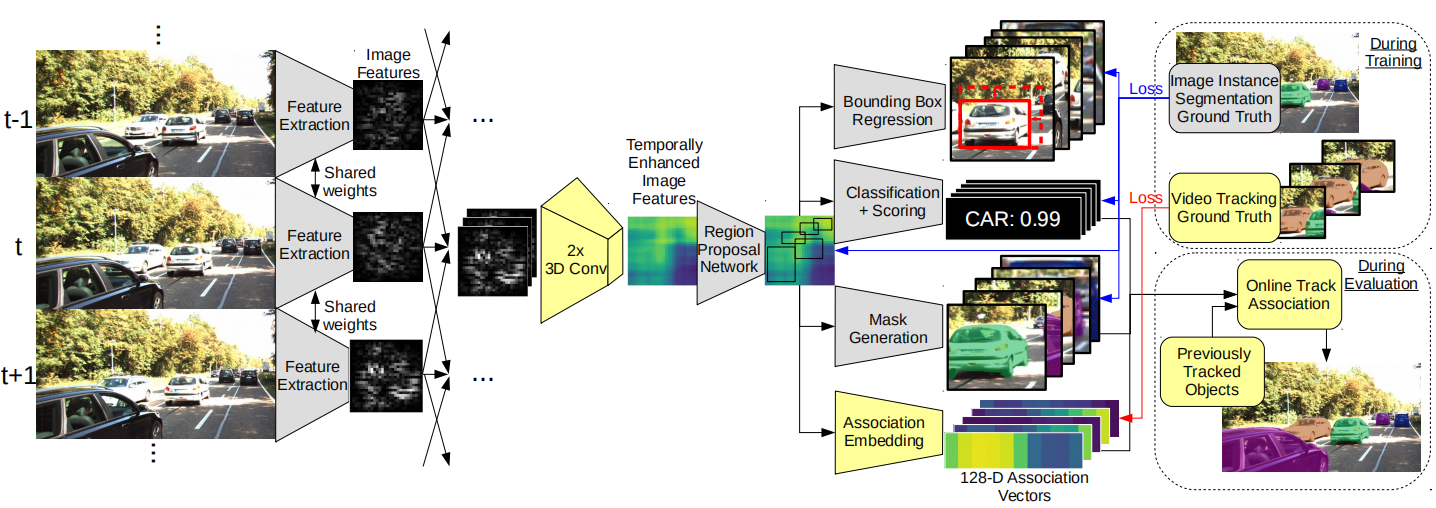 ⋮
t-1
t
t+1
⋮
Feature
Extraction
Shared
weights
Feature
Extraction
Shared
weights
Feature
Extraction
Image
Features
...
...
2x
3D Conv
Temporally
Enhanced
Image
Features
Region
Proposal
Network
Bounding Box
Regression
Classification
+ Scoring
CAR: 0.99
Mask
Generation
Association
Embedding
128-D Association
Vectors
Loss
Loss
During
Training
Image Instance
Segmentation
Ground Truth
Video Tracking
Ground Truth
During
Evaluation
Online Track
Association
Previously
Tracked
Objects